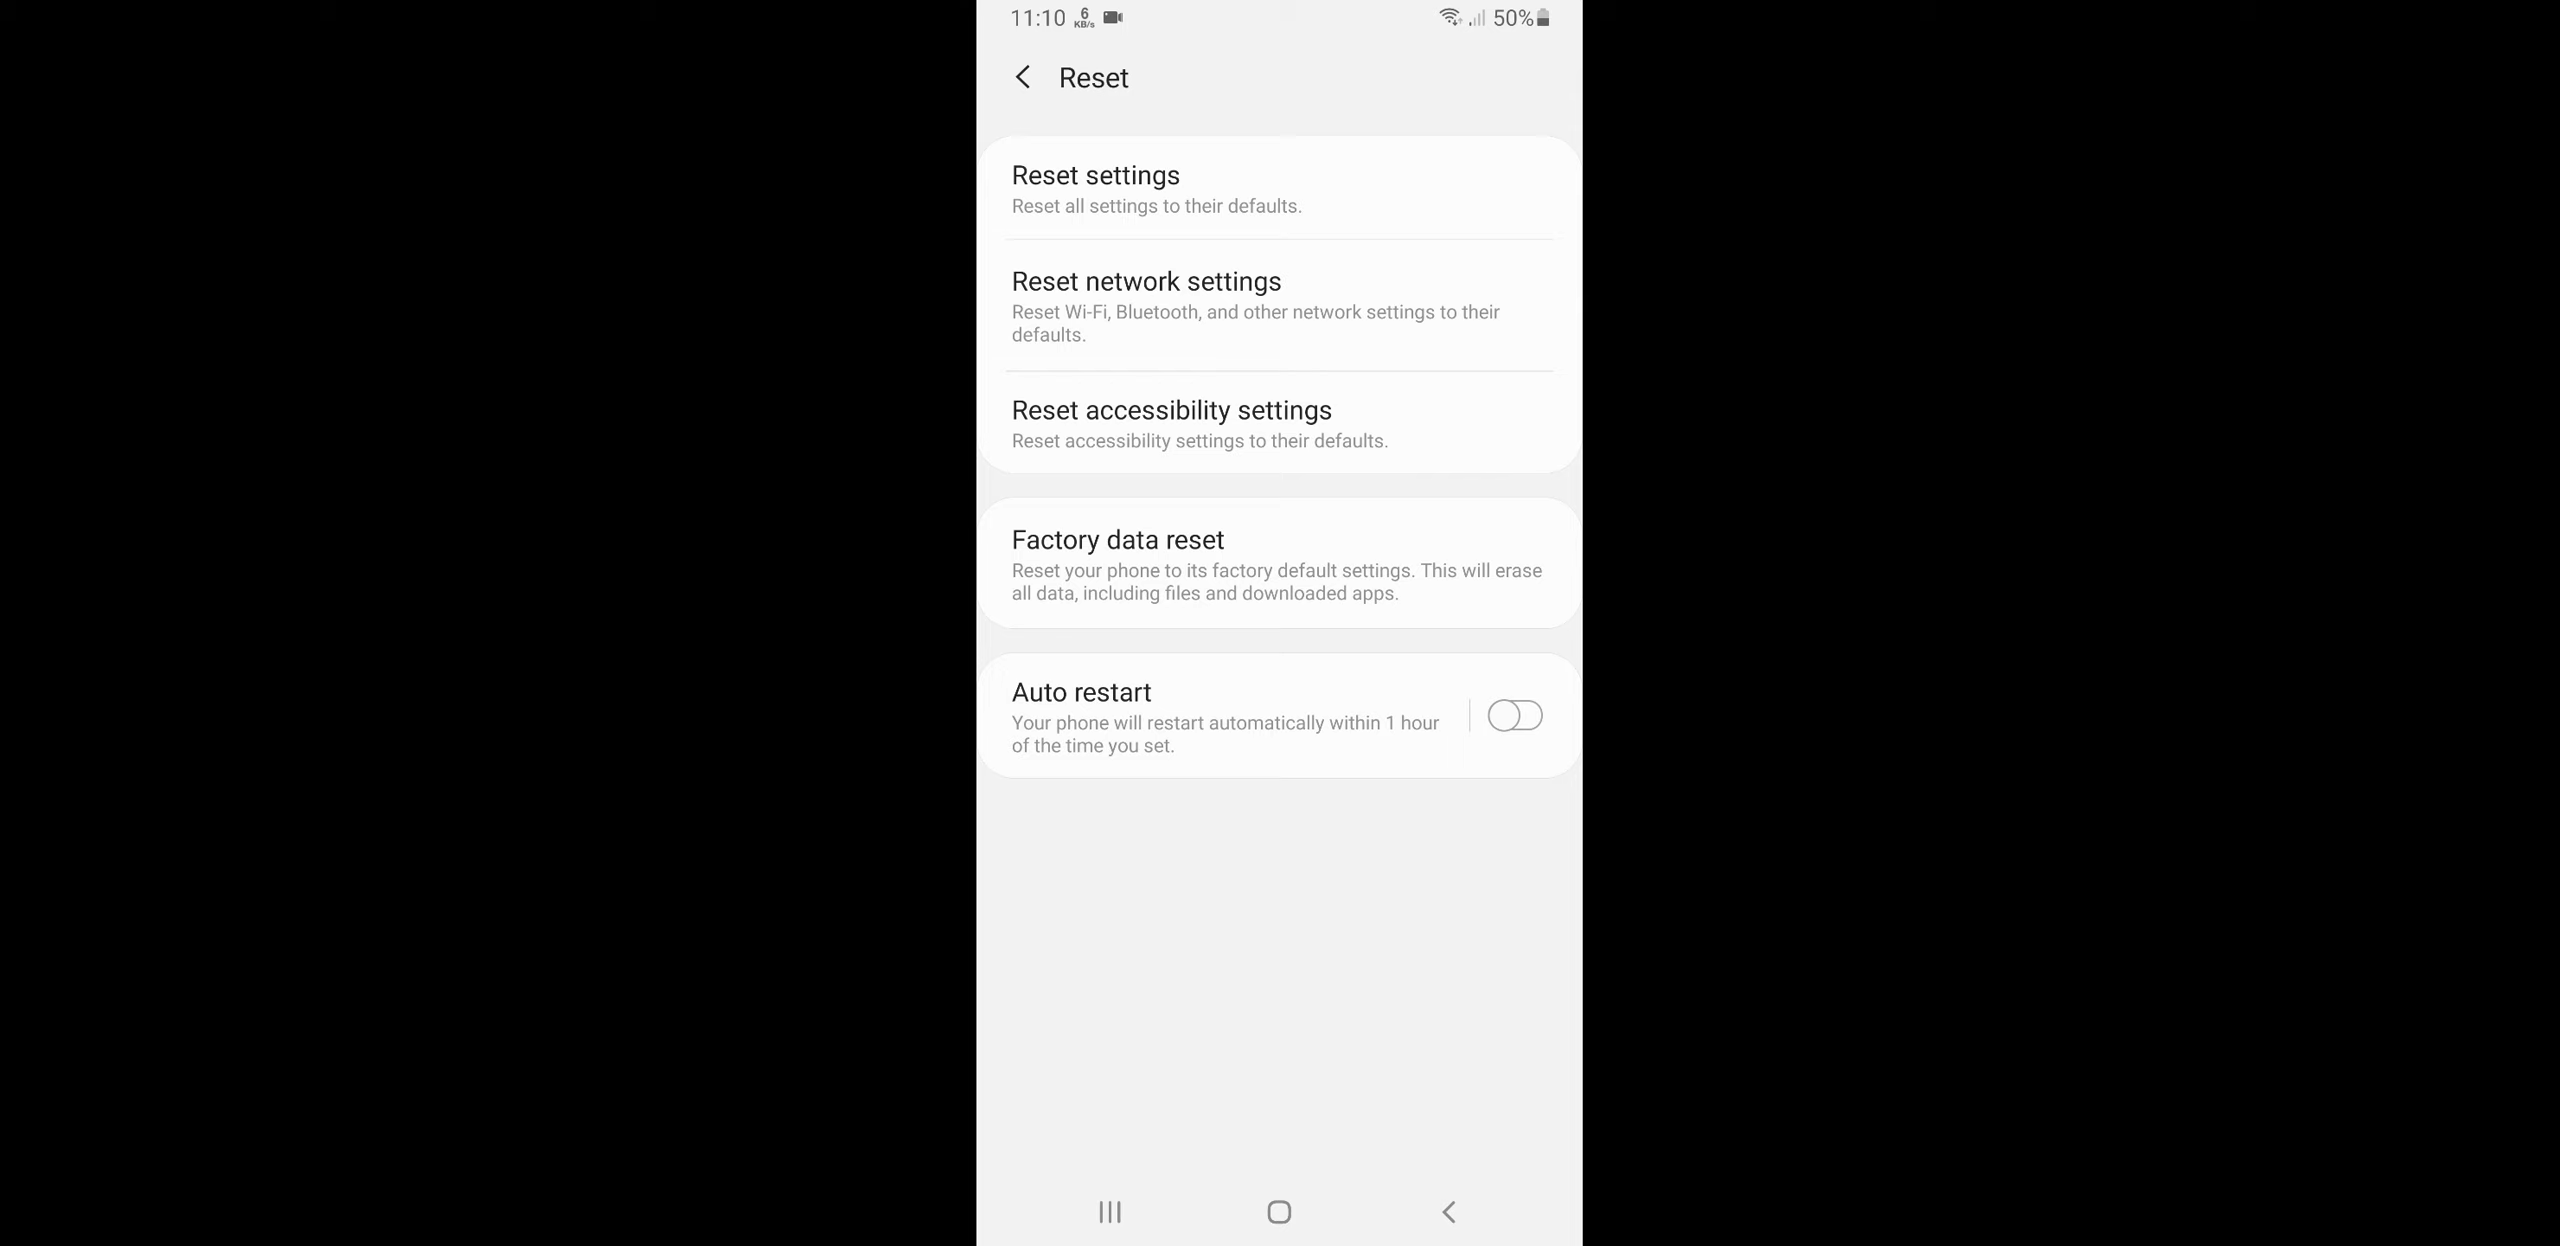 11:10 6 KB/s 50%
Reset
Reset settings
Reset all settings to their defaults.
Reset network settings
Reset Wi-Fi, Bluetooth, and other network settings to their
defaults.
Reset accessibility settings
Reset accessibility settings to their defaults.
Factory data reset
Reset your phone to its factory default settings. This will erase
all data, including files and downloaded apps.
Auto restart
Your phone will restart automatically within 1 hour
of the time you set.